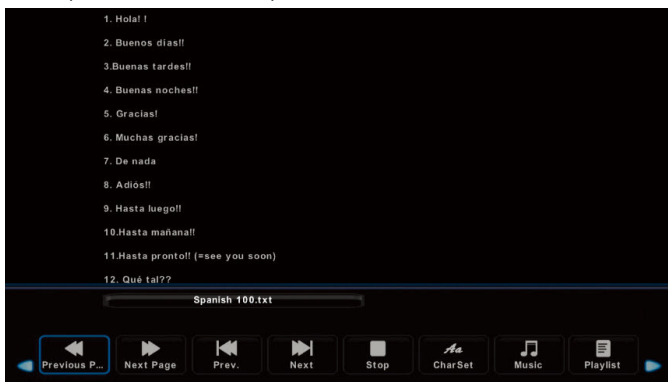 1. Hola! !
2. Buenos días!!
3.Buenas tardes!!
4. Buenas noches!!
5. Gracias!
6. Muchas gracias!
7. De nada
8. Adiós!!
9. Hasta luego!!
10.Hasta mañana!!
11.Hasta pronto!! (=see you soon)
12. Qué tal??
Spanish 100.txt
Previous P... Next Page Prev. Next Stop Aa CharSet Music Playlist